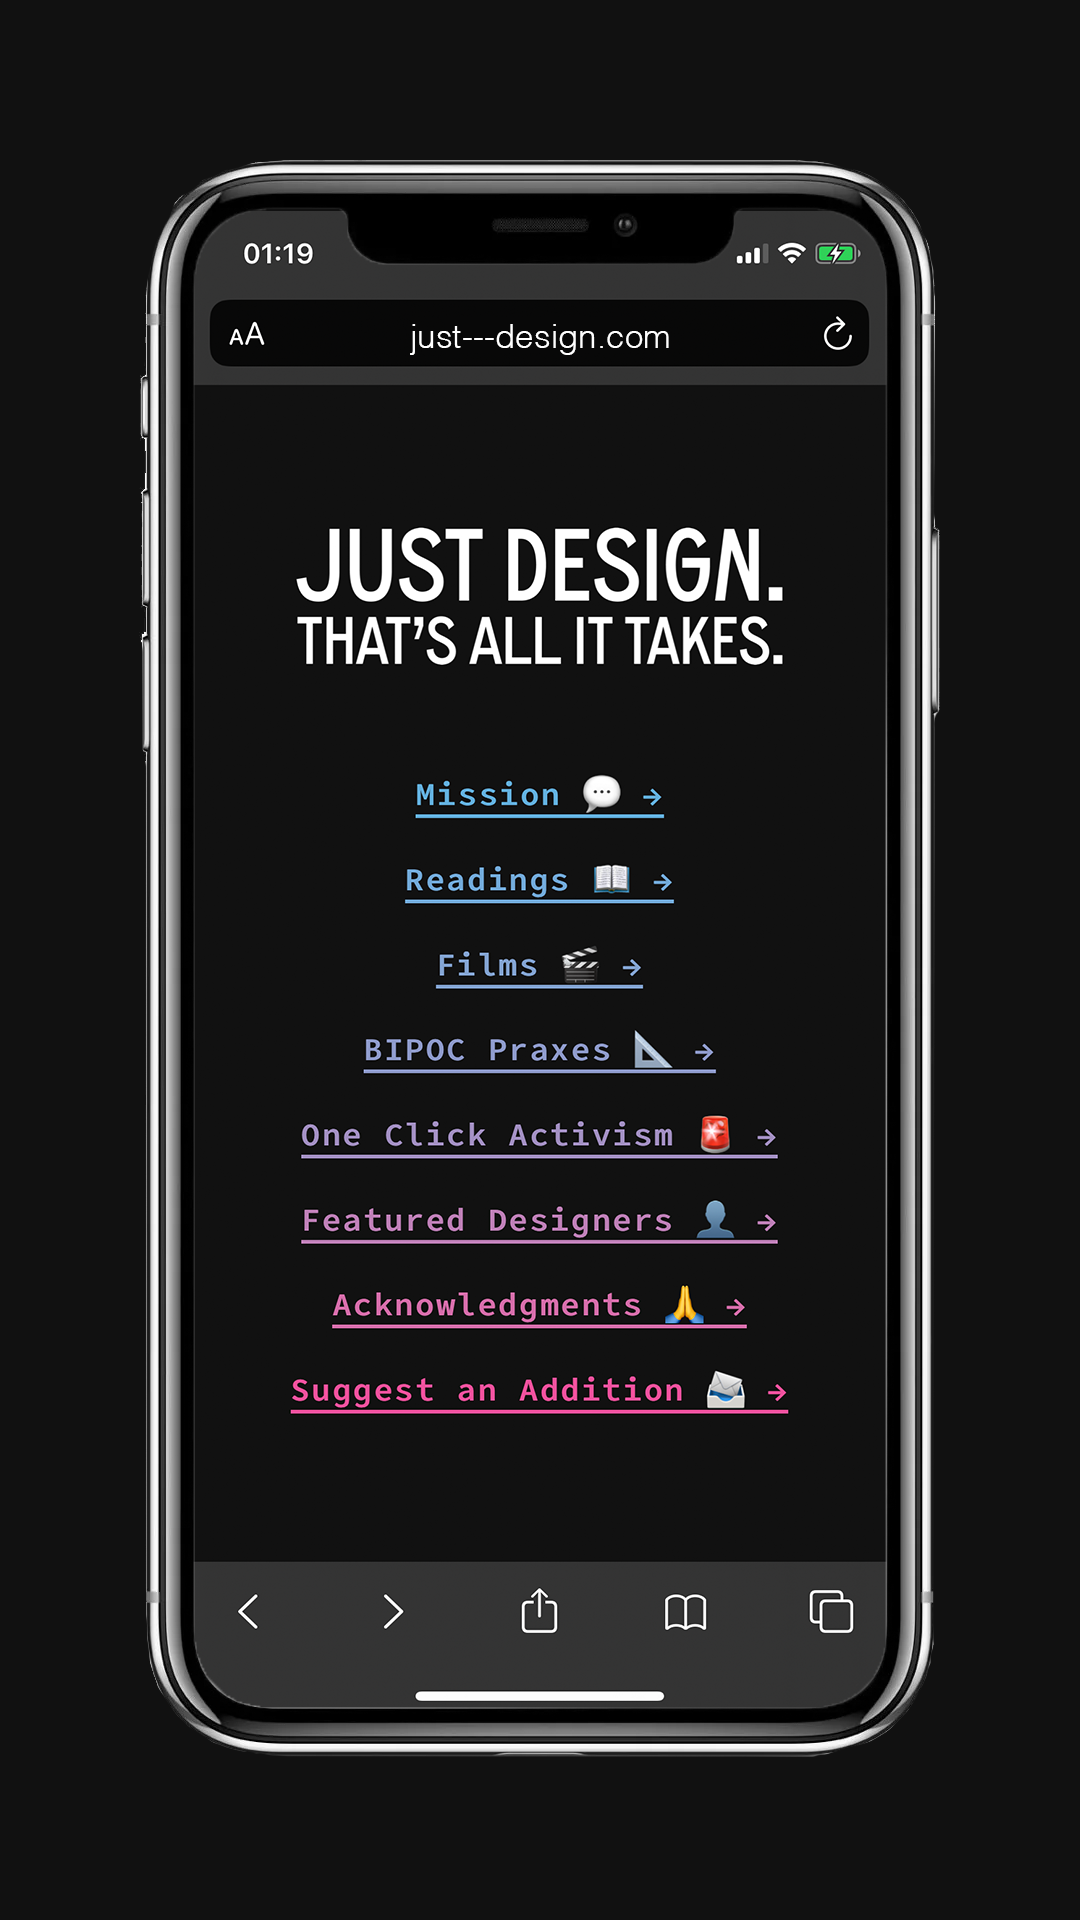 01:19
AA just---design.com
JUST DESIGN.
THAT'S ALL IT TAKES.
Mission 💬 →
Readings 📖 →
Films 🎬 →
BIPOC Praxes 📐 →
One Click Activism 🚨 →
Featured Designers 👤 →
Acknowledgments 🙏 →
Suggest an Addition 📨 →